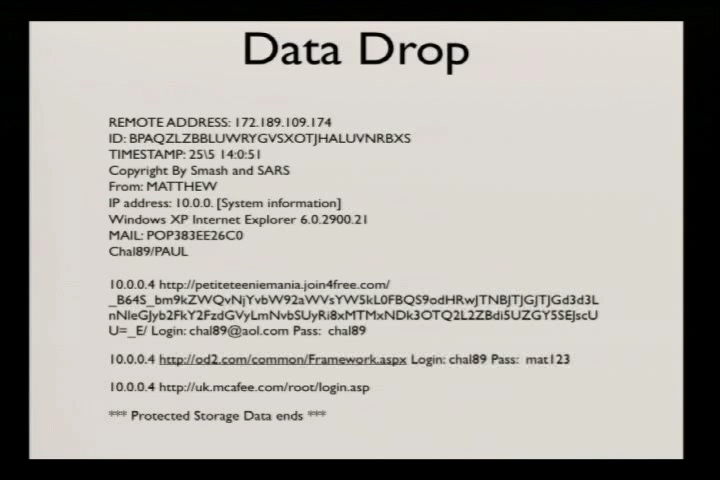 Data Drop
REMOTE ADDRESS: 172.189.109.174
ID: BPAQZLZBBLUWRYGVSXOTJHALUVNRBXS
TIMESTAMP: 25\5 14:0:51
Copyright By Smash and SARS
From: MATTHEW
IP address: 10.0.0. [System information]
Windows XP Internet Explorer 6.0.2900.21
MAIL: POP383EE26C0
Chal89/PAUL
10.0.0.4 http://petiteteeniemania.join4free.com/
_B64S_bm9kZWQvNjYvbW92aWVsYW5kL0FBQS9odHRwJTNBJTJGJTJGd3d3L
nNleGJyb2FkY2FzdGVyLmNvbSUyRi8xMTMxNDk3OTQ2L2ZBdi5UZGY5SEJscU
U=_E/ Login: chal89@aol.com Pass: chal89
10.0.0.4 http://od2.com/common/Framework.aspx Login: chal89 Pass: mat123
10.0.0.4 http://uk.mcafee.com/root/login.asp
*** Protected Storage Data ends ***